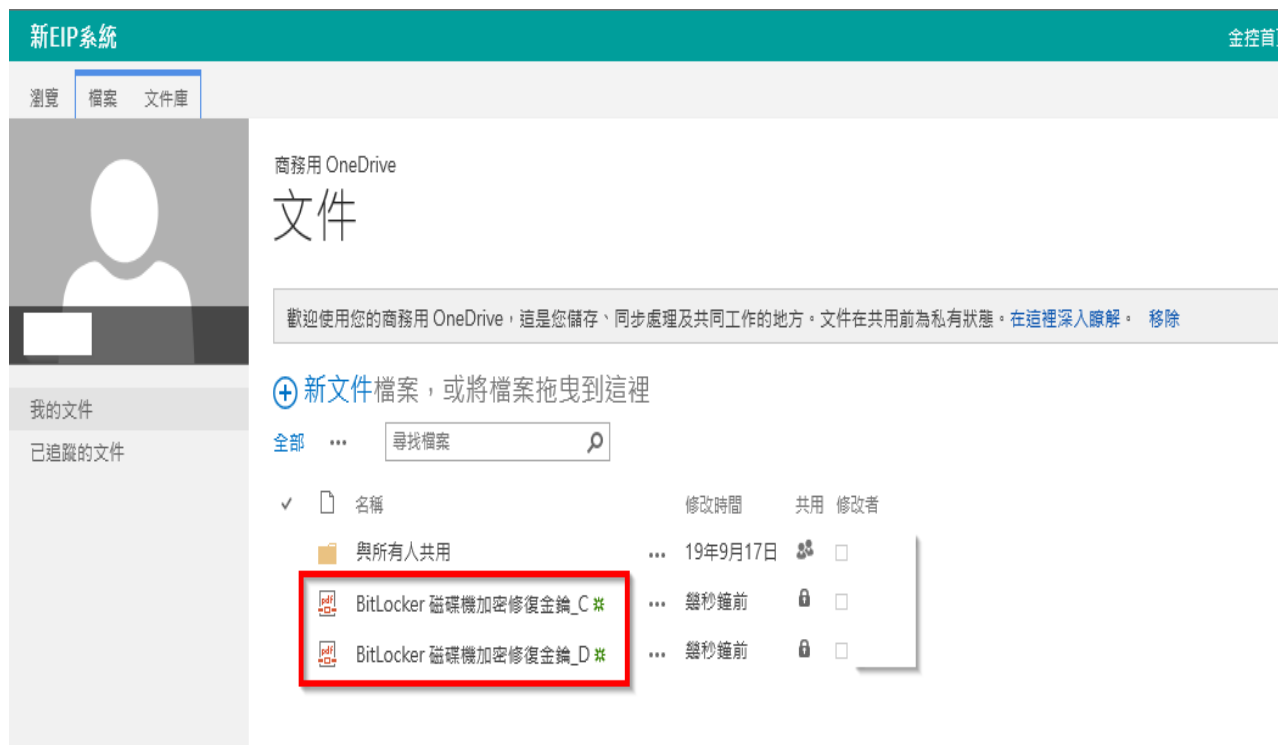 新EIP系統
金控首頁
瀏覽 檔案 文件庫
商務用 OneDrive
文件
歡迎使用您的商務用 OneDrive，這是您儲存、同步處理及共同工作的地方。文件在共用前為私有狀態。在這裡深入瞭解。 移除
新文件檔案，或將檔案拖曳到這裡
我的文件
全部 ... 尋找檔案
已追蹤的文件
名稱 修改時間 共用 修改者
與所有人共用 ... 19年9月17日
pdf BitLocker 磁碟機加密修復金鑰_C ... 幾秒鐘前
pdf BitLocker 磁碟機加密修復金鑰_D ... 幾秒鐘前